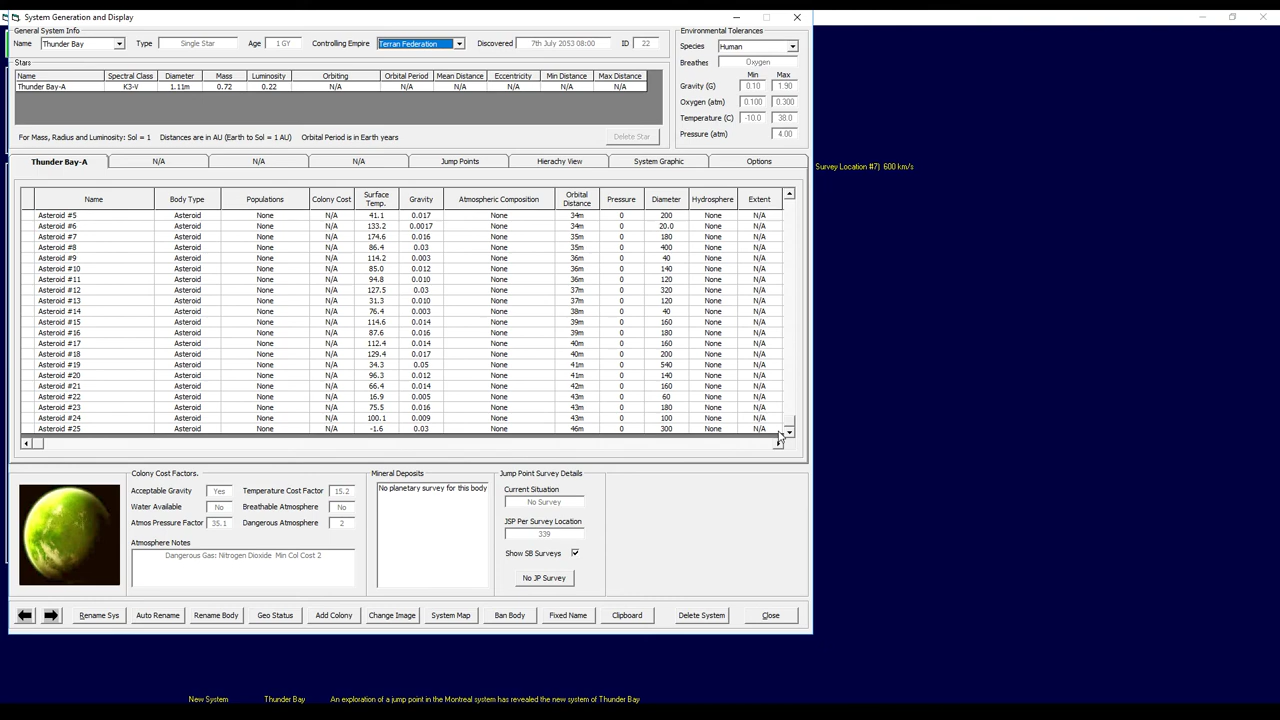 System Generation and Display
General System Info
Name Thunder Bay Type Single Star Age 1 GY Controlling Empire Terran Federation Discovered 7th July 2053 08:00 ID 22
Environmental Tolerances
Species Human
Breathes Oxygen
Min Max
Gravity (G) 0.10 1.90
Oxygen (atm) 0.100 0.300
Temperature (C) -10.0 38.0
Pressure (atm) 4.00
Stars
Name Spectral Class Diameter Mass Luminosity Orbiting Orbital Period Mean Distance Eccentricity Min Distance Max Distance
Thunder Bay-A K3-V 1.11m 0.72 0.22 N/A N/A N/A N/A N/A N/A
For Mass, Radius and Luminosity: Sol = 1 Distances are in AU (Earth to Sol = 1 AU) Orbital Period is in Earth years
Delete Star
Thunder Bay-A N/A N/A N/A Jump Points Hierachy View System Graphic Options
Survey Location #7) 600 km/s
Name Body Type Populations Colony Cost Surface Temp. Gravity Atmospheric Composition Orbital Distance Pressure Diameter Hydrosphere Extent
Asteroid #5 Asteroid None N/A 41.1 0.017 None 34m 0 200 None N/A
Asteroid #6 Asteroid None N/A 133.2 0.0017 None 34m 0 20.0 None N/A
Asteroid #7 Asteroid None N/A 174.6 0.016 None 35m 0 180 None N/A
Asteroid #8 Asteroid None N/A 86.4 0.03 None 35m 0 400 None N/A
Asteroid #9 Asteroid None N/A 114.2 0.003 None 36m 0 40 None N/A
Asteroid #10 Asteroid None N/A 85.0 0.012 None 36m 0 140 None N/A
Asteroid #11 Asteroid None N/A 94.8 0.010 None 36m 0 120 None N/A
Asteroid #12 Asteroid None N/A 127.5 0.03 None 37m 0 320 None N/A
Asteroid #13 Asteroid None N/A 31.3 0.010 None 37m 0 120 None N/A
Asteroid #14 Asteroid None N/A 76.4 0.003 None 38m 0 40 None N/A
Asteroid #15 Asteroid None N/A 114.6 0.014 None 39m 0 160 None N/A
Asteroid #16 Asteroid None N/A 87.6 0.016 None 39m 0 180 None N/A
Asteroid #17 Asteroid None N/A 112.4 0.014 None 40m 0 160 None N/A
Asteroid #18 Asteroid None N/A 129.4 0.017 None 40m 0 200 None N/A
Asteroid #19 Asteroid None N/A 34.3 0.05 None 41m 0 540 None N/A
Asteroid #20 Asteroid None N/A 96.3 0.012 None 41m 0 140 None N/A
Asteroid #21 Asteroid None N/A 66.4 0.014 None 42m 0 160 None N/A
Asteroid #22 Asteroid None N/A 16.9 0.005 None 43m 0 60 None N/A
Asteroid #23 Asteroid None N/A 75.5 0.016 None 43m 0 180 None N/A
Asteroid #24 Asteroid None N/A 100.1 0.009 None 43m 0 100 None N/A
Asteroid #25 Asteroid None N/A -1.6 0.03 None 46m 0 300 None N/A
Colony Cost Factors.
Acceptable Gravity Yes Temperature Cost Factor 15.2
Water Available No Breathable Atmosphere No
Atmos Pressure Factor 35.1 Dangerous Atmosphere 2
Atmosphere Notes
Dangerous Gas: Nitrogen Dioxide Min Col Cost 2
Mineral Deposits
No planetary survey for this body
Jump Point Survey Details
Current Situation
No Survey
JSP Per Survey Location
339
Show SB Surveys
No JP Survey
Rename Sys Auto Rename Rename Body Geo Status Add Colony Change Image System Map Ban Body Fixed Name Clipboard Delete System Close
New System Thunder Bay An exploration of a jump point in the Montreal system has revealed the new system of Thunder Bay